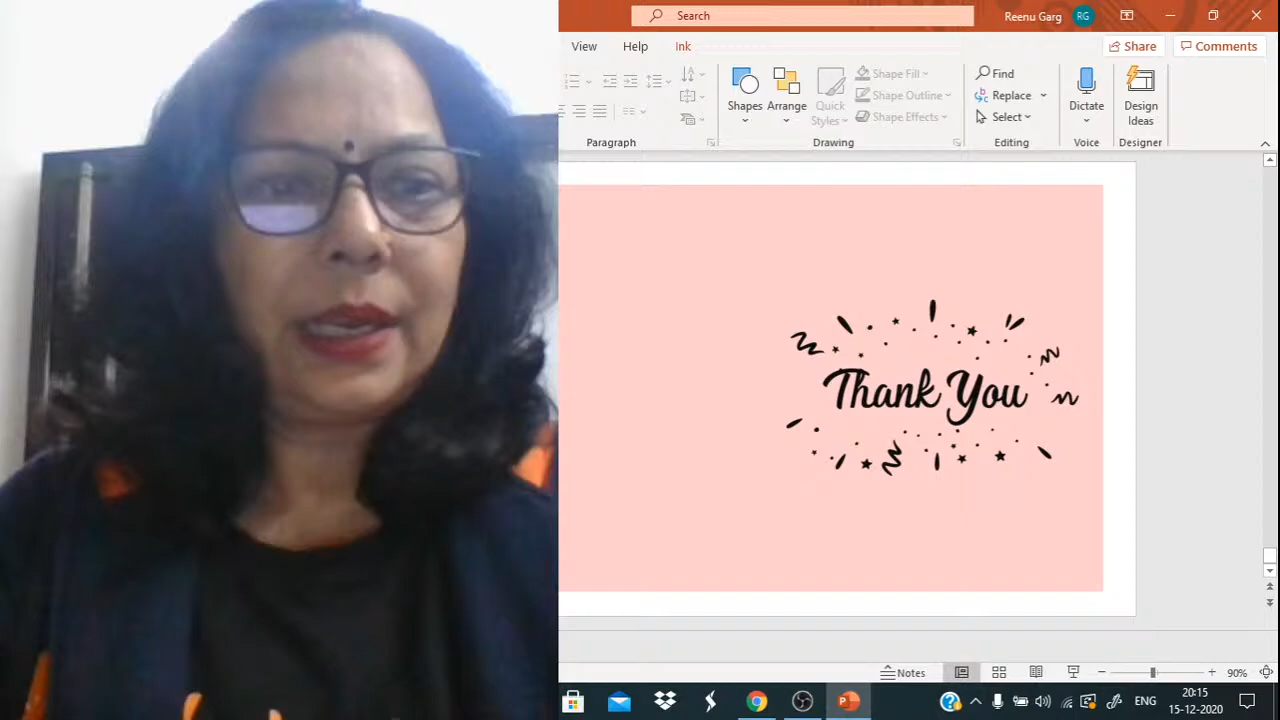 Search
Reenu Garg RG
View Help Ink
Share Comments
Shape Fill
Find
Shape Outline
Replace
Shapes Arrange Quick Styles
Shape Effects
Select
Dictate
Design Ideas
Paragraph
Drawing
Editing
Voice
Designer
Thank You
Notes
90%
ENG
20:15
15-12-2020